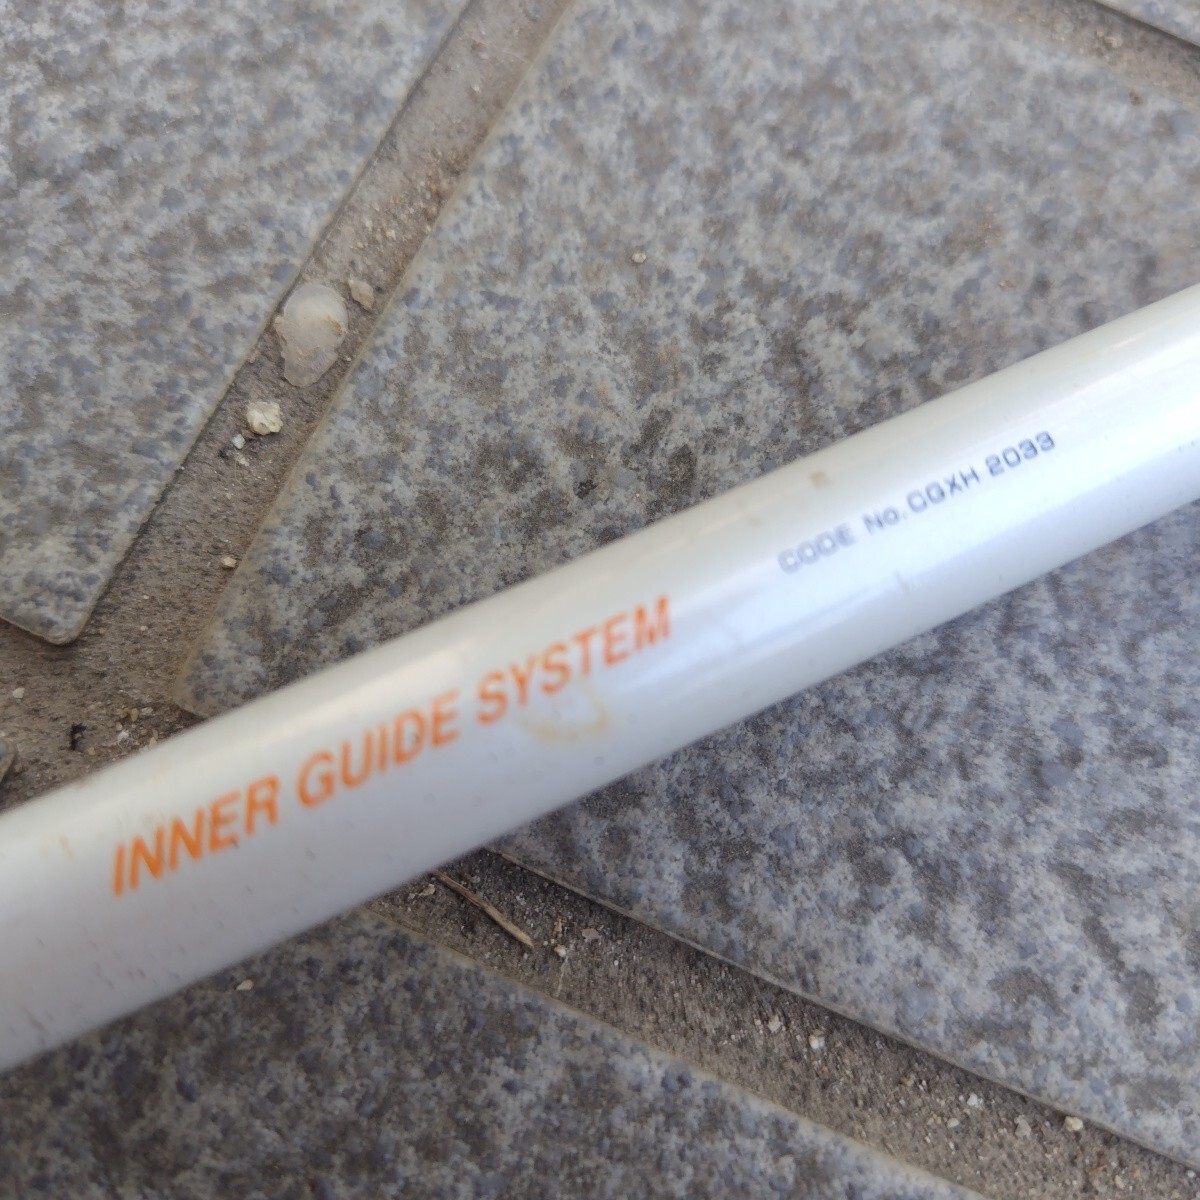 INNER GUIDE SYSTEM
CODE No.CGXH 2033